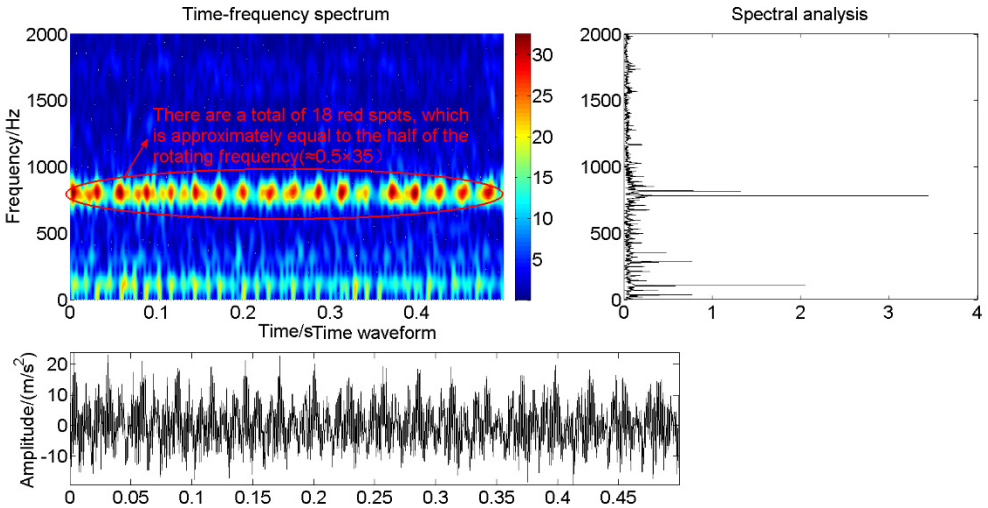 Time-frequency spectrum
Spectral analysis
2000
1500
1000
500
0
Frequency/Hz
There are a total of 18 red spots, which
is approximately equal to the half of the
rotating frequency(≈0.5×35)
0 0.1 0.2 0.3 0.4
Time/s
30
25
20
15
10
5
2000
1500
1000
500
0
0 1 2 3 4
Time waveform
Amplitude/(m/s²)
20
10
0
-10
0 0.05 0.1 0.15 0.2 0.25 0.3 0.35 0.4 0.45